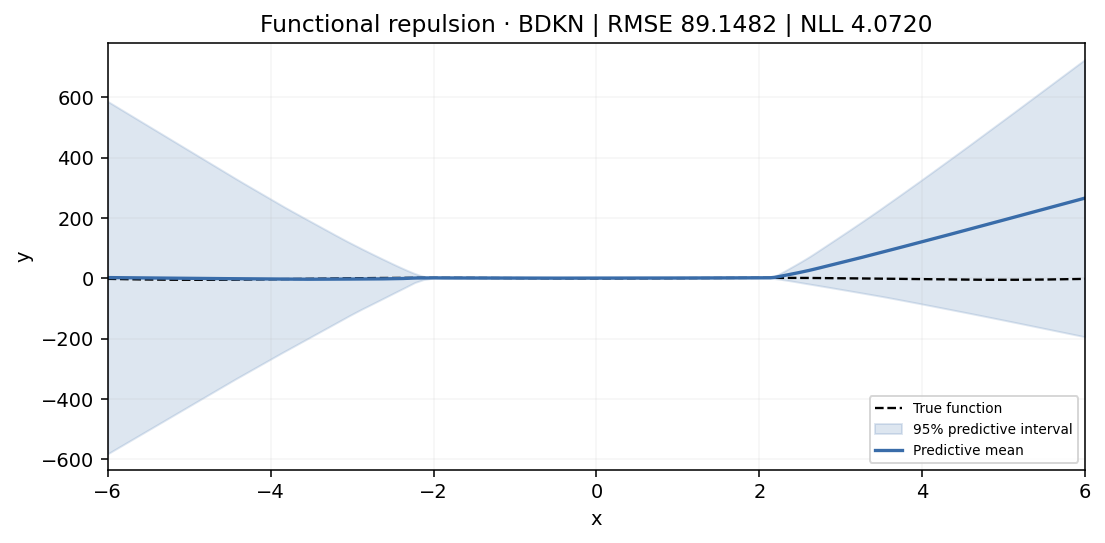 Functional repulsion · BDKN | RMSE 89.1482 | NLL 4.0720
y
600
400
200
0
−200
−400
−600
True function
95% predictive interval
Predictive mean
−6 −4 −2 0 2 4 6
x